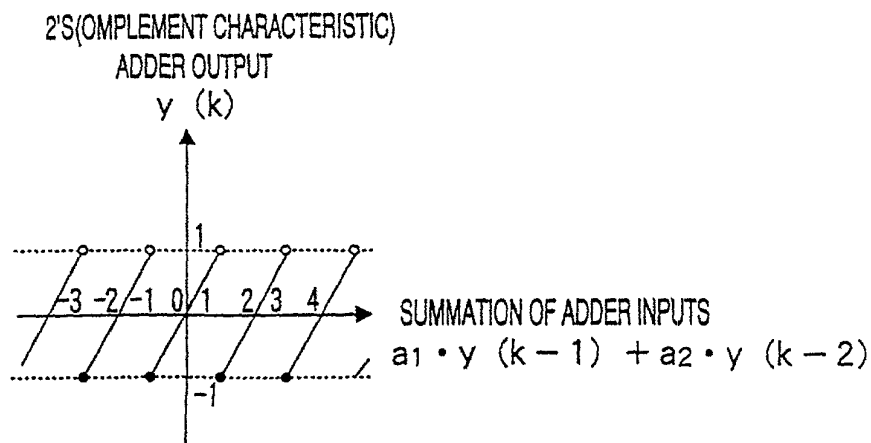 2'S(OMPLEMENT CHARACTERISTIC)
ADDER OUTPUT
y (k)
1
-3 -2 -1 0 1 2 3 4
SUMMATION OF ADDER INPUTS
a1 • y (k – 1) + a2 • y (k – 2)
-1